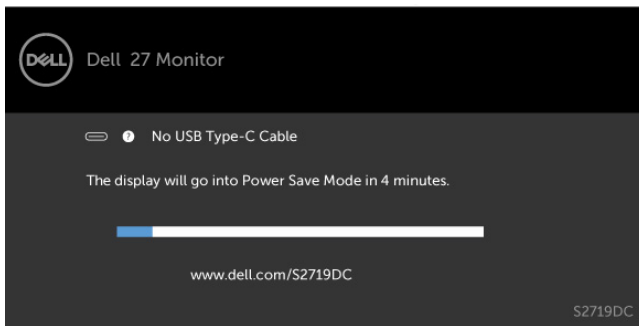 DELL
Dell 27 Monitor
? No USB Type-C Cable
The display will go into Power Save Mode in 4 minutes.
www.dell.com/S2719DC
S2719DC